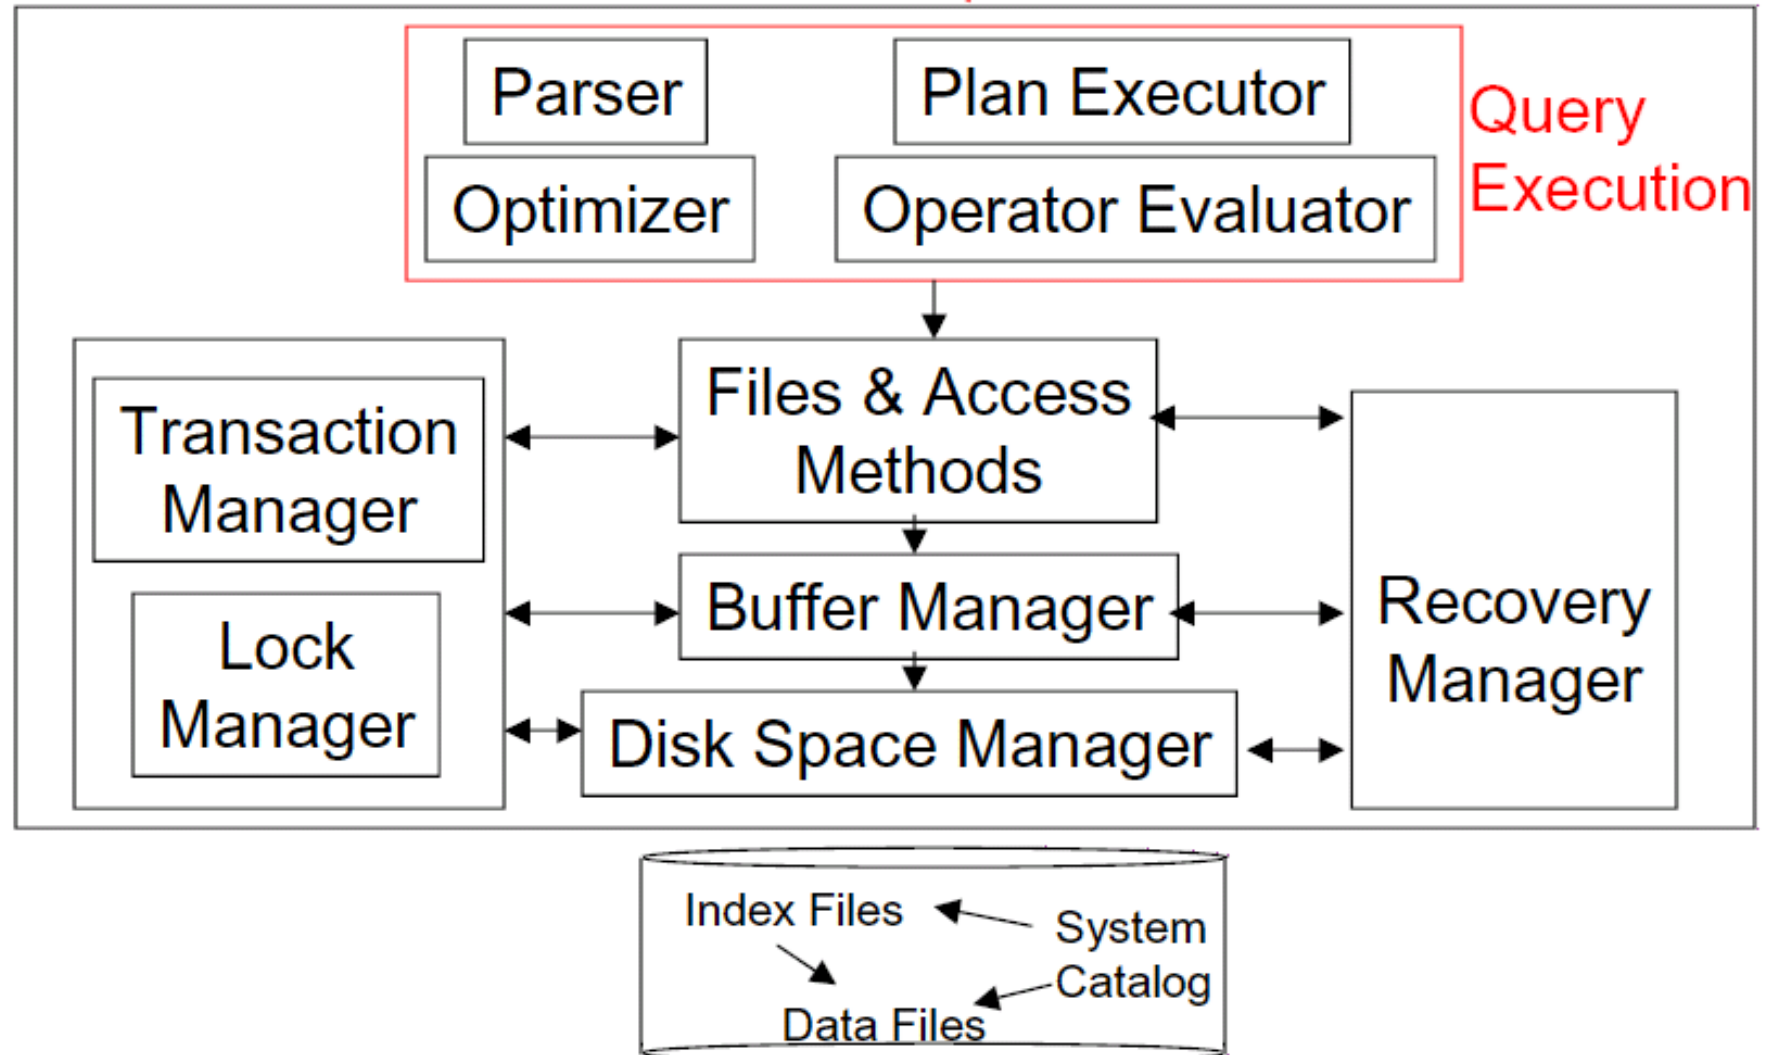 Parser
Plan Executor
Optimizer
Operator Evaluator
Query
Execution
Transaction
Manager
Lock
Manager
Files & Access
Methods
Buffer Manager
Disk Space Manager
Recovery
Manager
Index Files
System
Catalog
Data Files